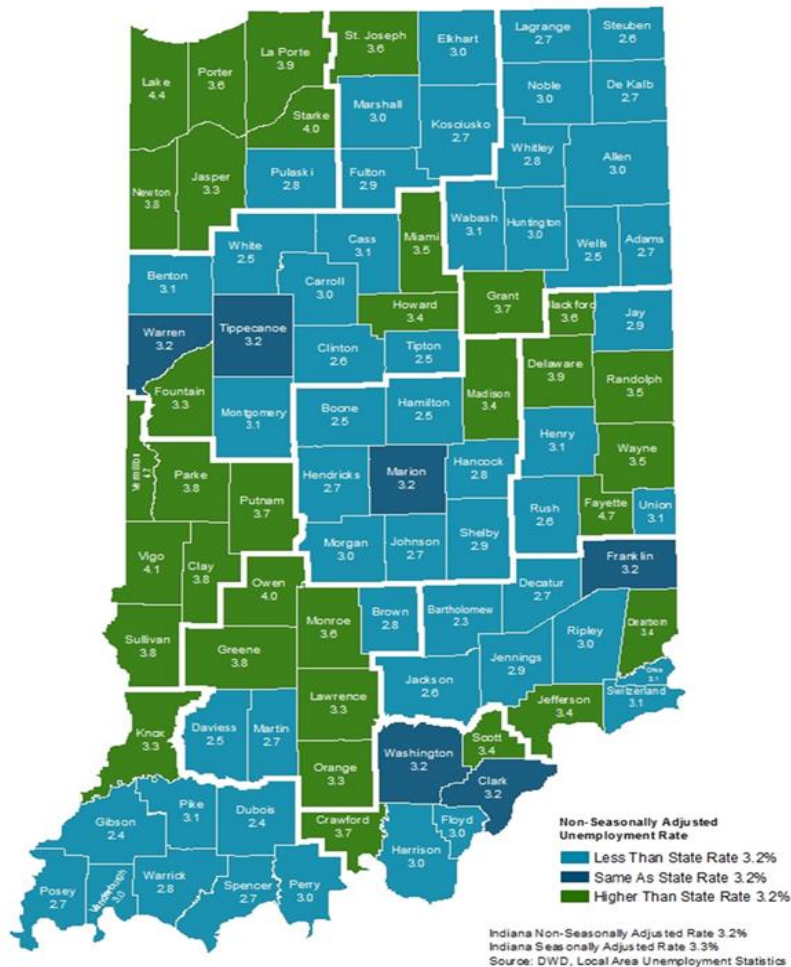 St. Joseph
3.6
Elkhart
3.0
Lagrange
2.7
Steuben
2.6
La Porte
3.9
Porter
3.6
Lake
4.4
Noble
3.0
De Kalb
2.7
Marshall
3.0
Starke
4.0
Kosciusko
2.7
Whitley
2.8
Allen
3.0
Jasper
3.3
Pulaski
2.8
Fulton
2.9
Newton
3.8
Wabash
3.1
Huntington
3.0
Miami
3.5
Cass
3.1
White
2.5
Wells
2.5
Adams
2.7
Benton
3.1
Carroll
3.0
Grant
3.7
Blackford
3.6
Howard
3.4
Jay
2.9
Warren
3.2
Tippecanoe
3.2
Clinton
2.6
Tipton
2.5
Delaware
3.9
Randolph
3.5
Fountain
3.3
Madison
3.4
Montgomery
3.1
Boone
2.5
Hamilton
2.5
Henry
3.1
Wayne
3.5
Hendricks
2.7
Marion
3.2
Hancock
2.8
Parke
3.8
Putnam
3.7
Rush
2.6
Fayette
4.7
Union
3.1
Morgan
3.0
Johnson
2.7
Shelby
2.9
Vigo
4.1
Clay
3.8
Franklin
3.2
Owen
4.0
Decatur
2.7
Monroe
3.6
Brown
2.8
Bartholomew
2.3
Dearborn
3.4
Ripley
3.0
Sullivan
3.8
Greene
3.8
Jennings
2.9
Jackson
2.6
Switzerland
3.1
Lawrence
3.3
Jefferson
3.4
Knox
3.3
Daviess
2.5
Martin
2.7
Scott
3.4
Washington
3.2
Orange
3.3
Clark
3.2
Pike
3.1
Dubois
2.4
Gibson
2.4
Crawford
3.7
Floyd
3.0
Harrison
3.0
Posey
2.7
Vanderburgh
3.0
Warrick
2.8
Spencer
2.7
Perry
3.0
Non-Seasonally Adjusted
Unemployment Rate
Less Than State Rate 3.2%
Same As State Rate 3.2%
Higher Than State Rate 3.2%
Indiana Non-Seasonally Adjusted Rate 3.2%
Indiana Seasonally Adjusted Rate 3.3%
Source: DWD, Local Area Unemployment Statistics